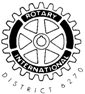 ROTARY
INTERNATIONAL
DISTRICT 6270